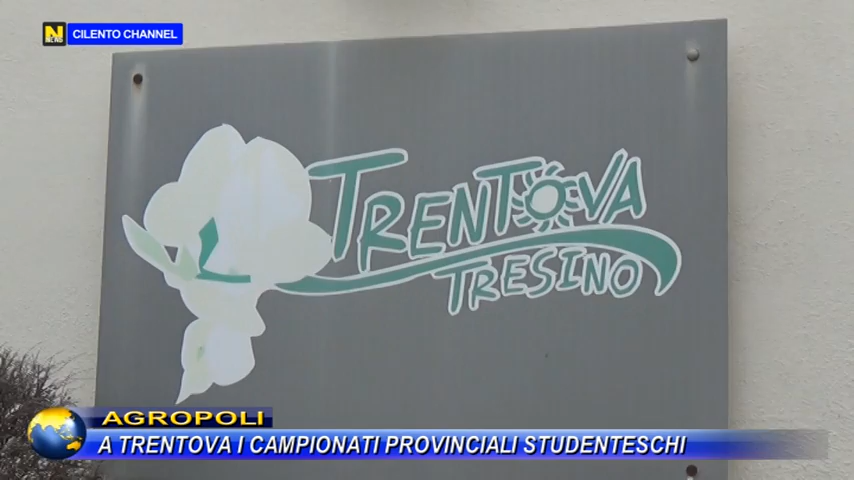 CILENTO CHANNEL
TRENTOVA
TRESINO
AGROPOLI
A TRENTOVA I CAMPIONATI PROVINCIALI STUDENTESCHI